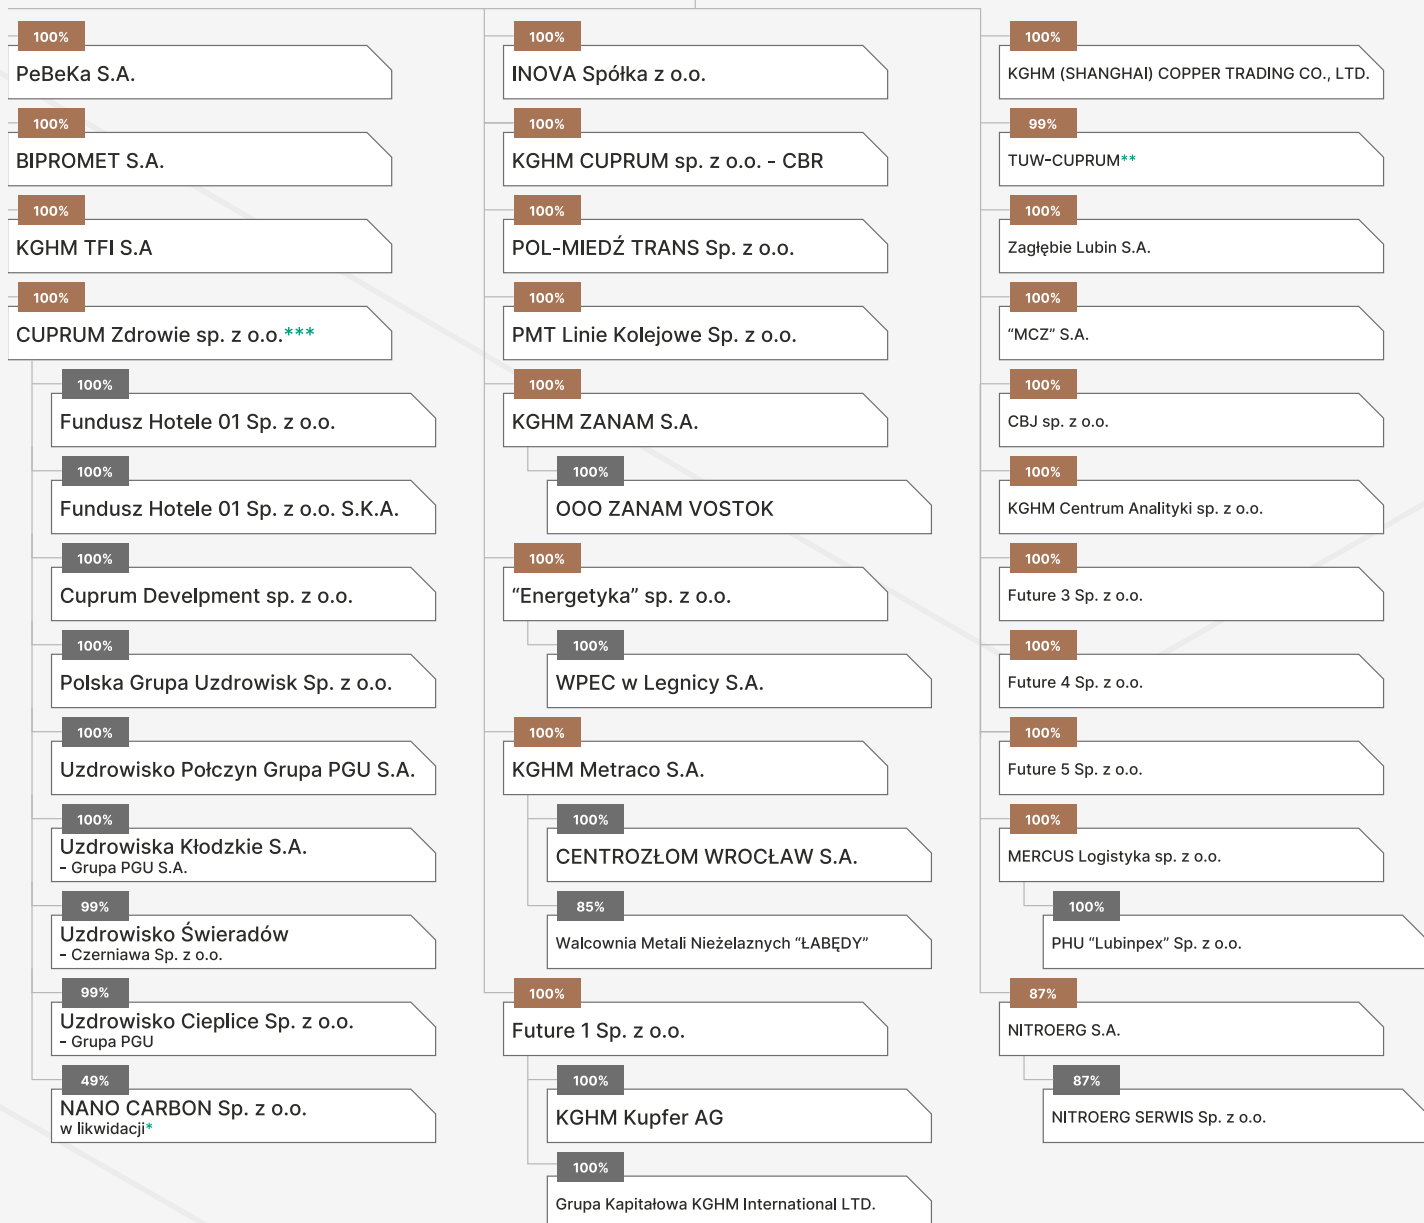 100%
PeBeKa S.A.
100%
BIPROMET S.A.
100%
KGHM TFI S.A
100%
CUPRUM Zdrowie sp. z o.o.***
100%
Fundusz Hotele 01 Sp. z o.o.
100%
Fundusz Hotele 01 Sp. z o.o. S.K.A.
100%
Cuprum Develpment sp. z o.o.
100%
Polska Grupa Uzdrowisk Sp. z o.o.
100%
Uzdrowisko Połczyn Grupa PGU S.A.
100%
Uzdrowiska Kłodzkie S.A.
- Grupa PGU S.A.
99%
Uzdrowisko Świeradów
- Czerniawa Sp. z o.o.
99%
Uzdrowisko Cieplice Sp. z o.o.
- Grupa PGU
49%
NANO CARBON Sp. z o.o.
w likwidacji*
100%
INOVA Spółka z o.o.
100%
KGHM CUPRUM sp. z o.o. - CBR
100%
POL-MIEDŹ TRANS Sp. z o.o.
100%
PMT Linie Kolejowe Sp. z o.o.
100%
KGHM ZANAM S.A.
100%
OOO ZANAM VOSTOK
100%
“Energetyka” sp. z o.o.
100%
WPEC w Legnicy S.A.
100%
KGHM Metraco S.A.
100%
CENTROZŁOM WROCŁAW S.A.
85%
Walcownia Metali Nieżelaznych “ŁABĘDY”
100%
Future 1 Sp. z o.o.
100%
KGHM Kupfer AG
100%
Grupa Kapitałowa KGHM International LTD.
100%
KGHM (SHANGHAI) COPPER TRADING CO., LTD.
99%
TUW-CUPRUM**
100%
Zagłębie Lubin S.A.
100%
“MCZ” S.A.
100%
CBJ sp. z o.o.
100%
KGHM Centrum Analityki sp. z o.o.
100%
Future 3 Sp. z o.o.
100%
Future 4 Sp. z o.o.
100%
Future 5 Sp. z o.o.
100%
MERCUS Logistyka sp. z o.o.
100%
PHU “Lubinpex” Sp. z o.o.
87%
NITROERG S.A.
87%
NITROERG SERWIS Sp. z o.o.